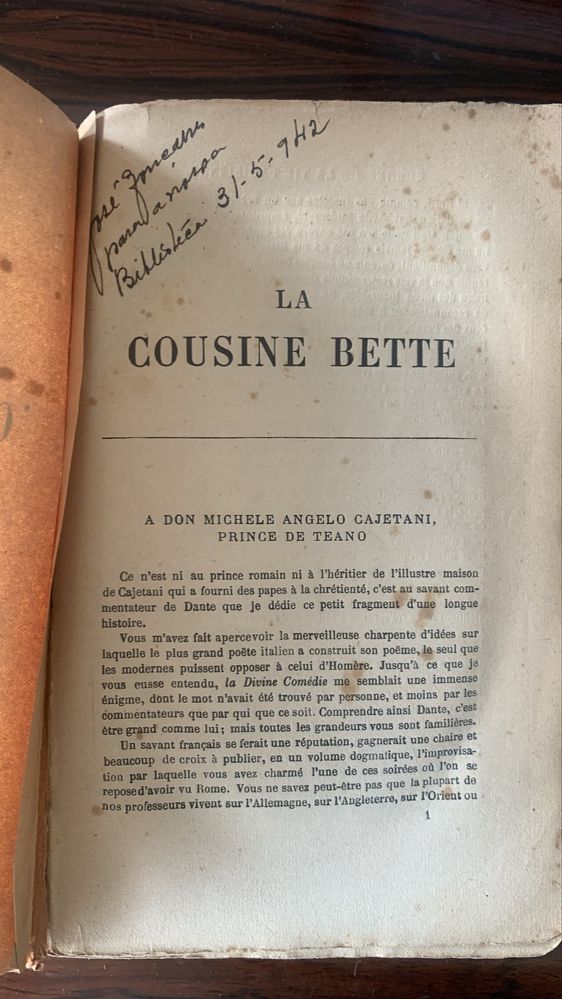 José Gonçalves
para a nossa
Biblioteca 31-5-942
LA
COUSINE BETTE
A DON MICHELE ANGELO CAJETANI,
PRINCE DE TEANO
Ce n'est ni au prince romain ni à l'héritier de l'illustre maison
de Cajetani qui a fourni des papes à la chrétienté, c'est au savant com-
mentateur de Dante que je dédie ce petit fragment d'une longue
histoire.
Vous m'avez fait apercevoir la merveilleuse charpente d'idées sur
laquelle le plus grand poëte italien a construit son poëme, le seul que
les modernes puissent opposer à celui d'Homère. Jusqu'à ce que je
vous eusse entendu, la Divine Comédie me semblait une immense
énigme, dont le mot n'avait été trouvé par personne, et moins par les
commentateurs que par qui que ce soit. Comprendre ainsi Dante, c'est
être grand comme lui; mais toutes les grandeurs vous sont familières.
Un savant français se ferait une réputation, gagnerait une chaire et
beaucoup de croix à publier, en un volume dogmatique, l'improvisa-
tion par laquelle vous avez charmé l'une de ces soirées où l'on se
repose d'avoir vu Rome. Vous ne savez peut-être pas que la plupart de
nos professeurs vivent sur l'Allemagne, sur l'Angleterre, sur l'Orient ou
1